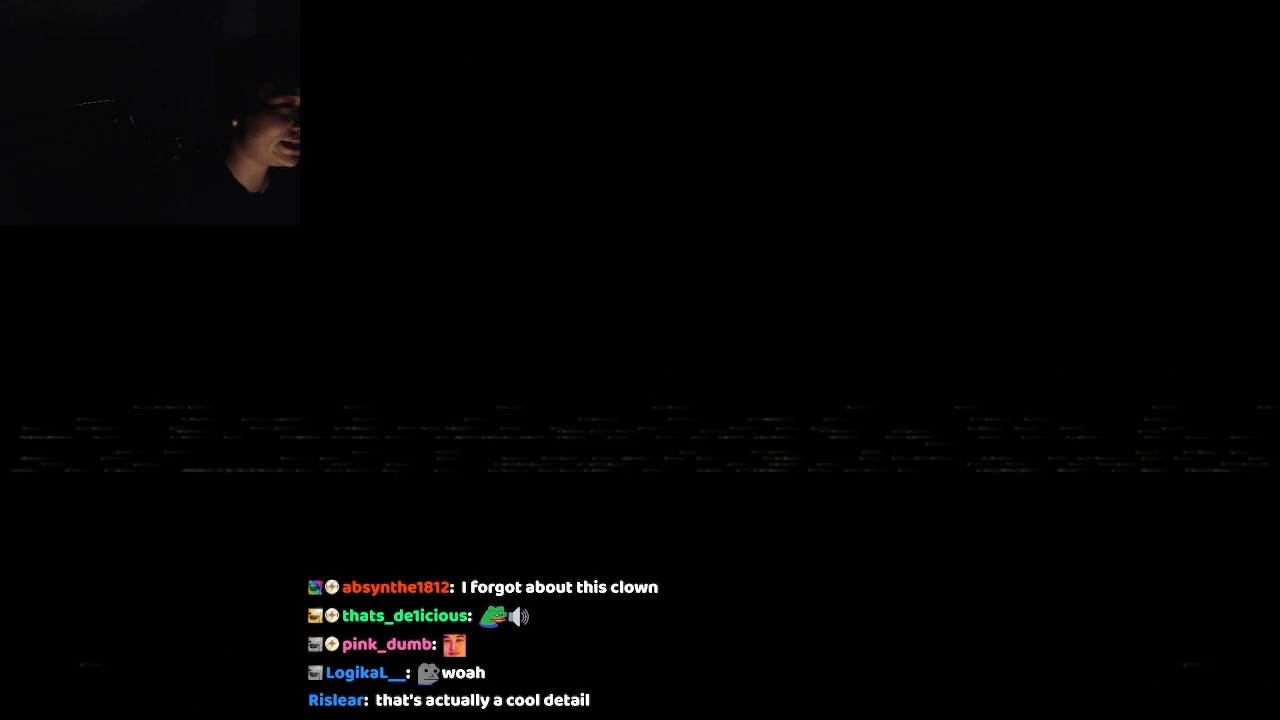 absynthe1812: I forgot about this clown
thats_de1icious:
pink_dumb:
LogikaL__: woah
Rislear: that's actually a cool detail